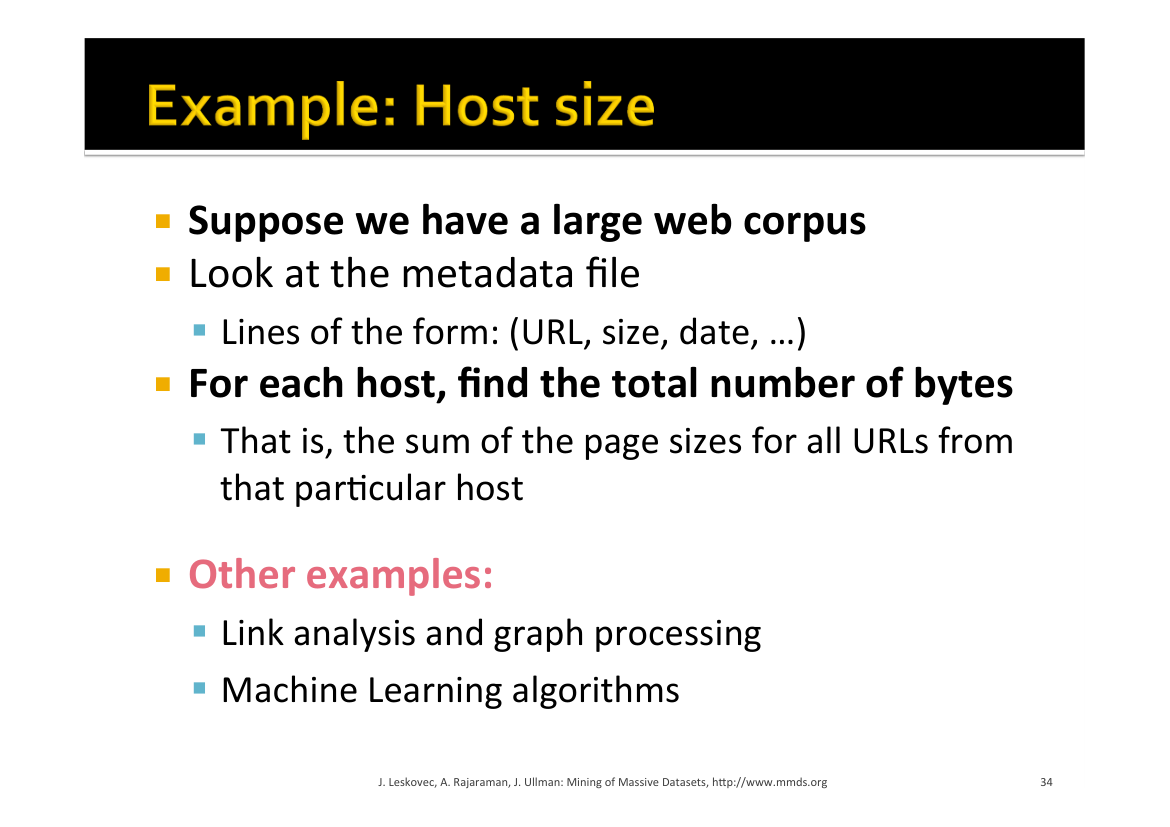 Example: Host size
Suppose we have a large web corpus
Look at the metadata file
Lines of the form: (URL, size, date, …)
For each host, find the total number of bytes
That is, the sum of the page sizes for all URLs from
that particular host
Other examples:
Link analysis and graph processing
Machine Learning algorithms
J. Leskovec, A. Rajaraman, J. Ullman: Mining of Massive Datasets, http://www.mmds.org
34